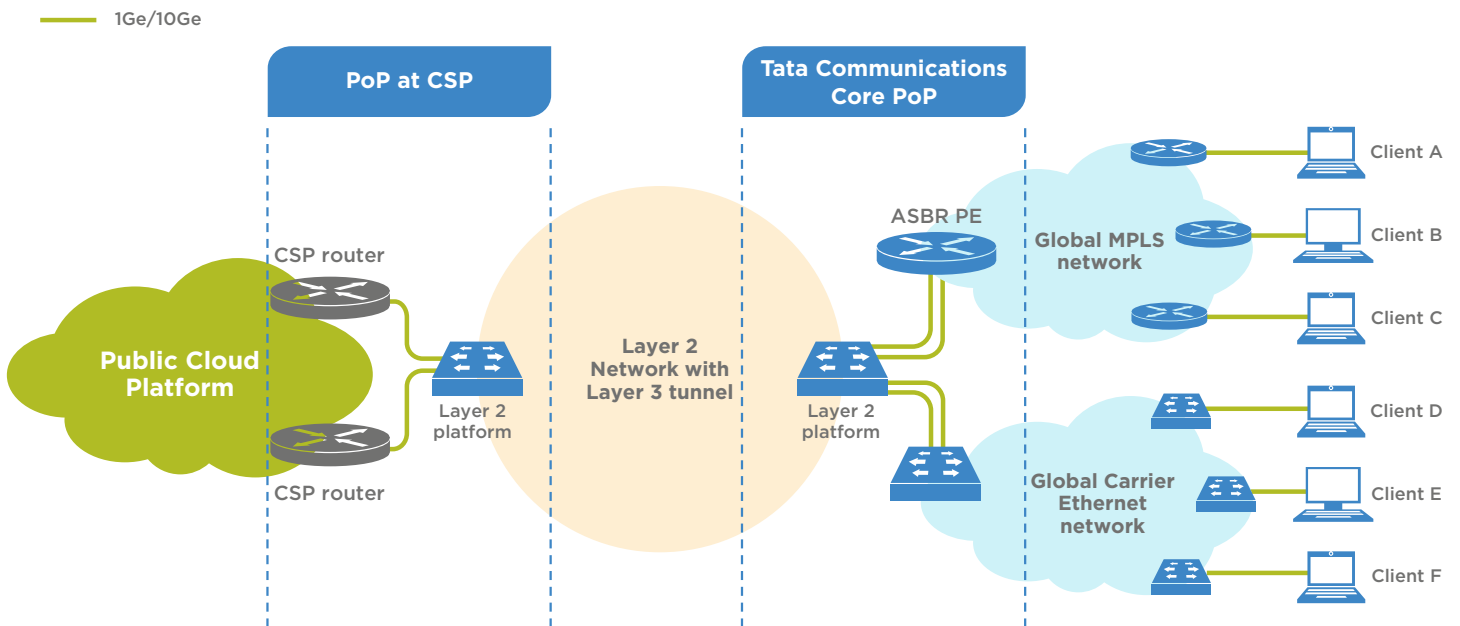 1Ge/10Ge
PoP at CSP
Tata Communications
Core PoP
CSP router
Public Cloud
Platform
CSP router
Layer 2
platform
Layer 2
Network with
Layer 3 tunnel
Layer 2
platform
ASBR PE
Global MPLS
network
Global Carrier
Ethernet
network
Client A
Client B
Client C
Client D
Client E
Client F